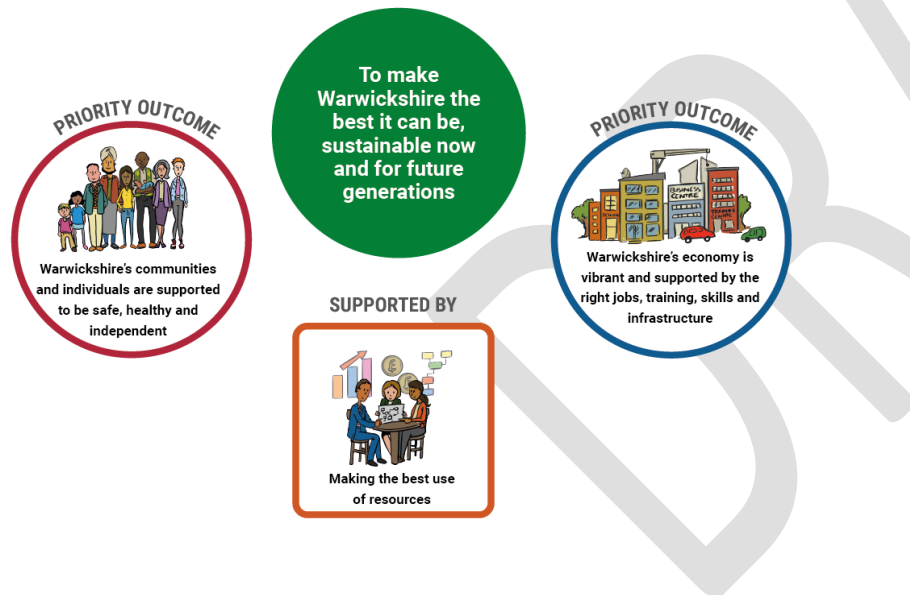 To make
Warwickshire the
best it can be,
sustainable now
and for future
generations
PRIORITY OUTCOME
Warwickshire's communities
and individuals are supported
to be safe, healthy and
independent
PRIORITY OUTCOME
BUSINESS
CENTRE
Warwickshire's economy is
vibrant and supported by the
right jobs, training, skills and
infrastructure
SUPPORTED BY
£
Making the best use
of resources